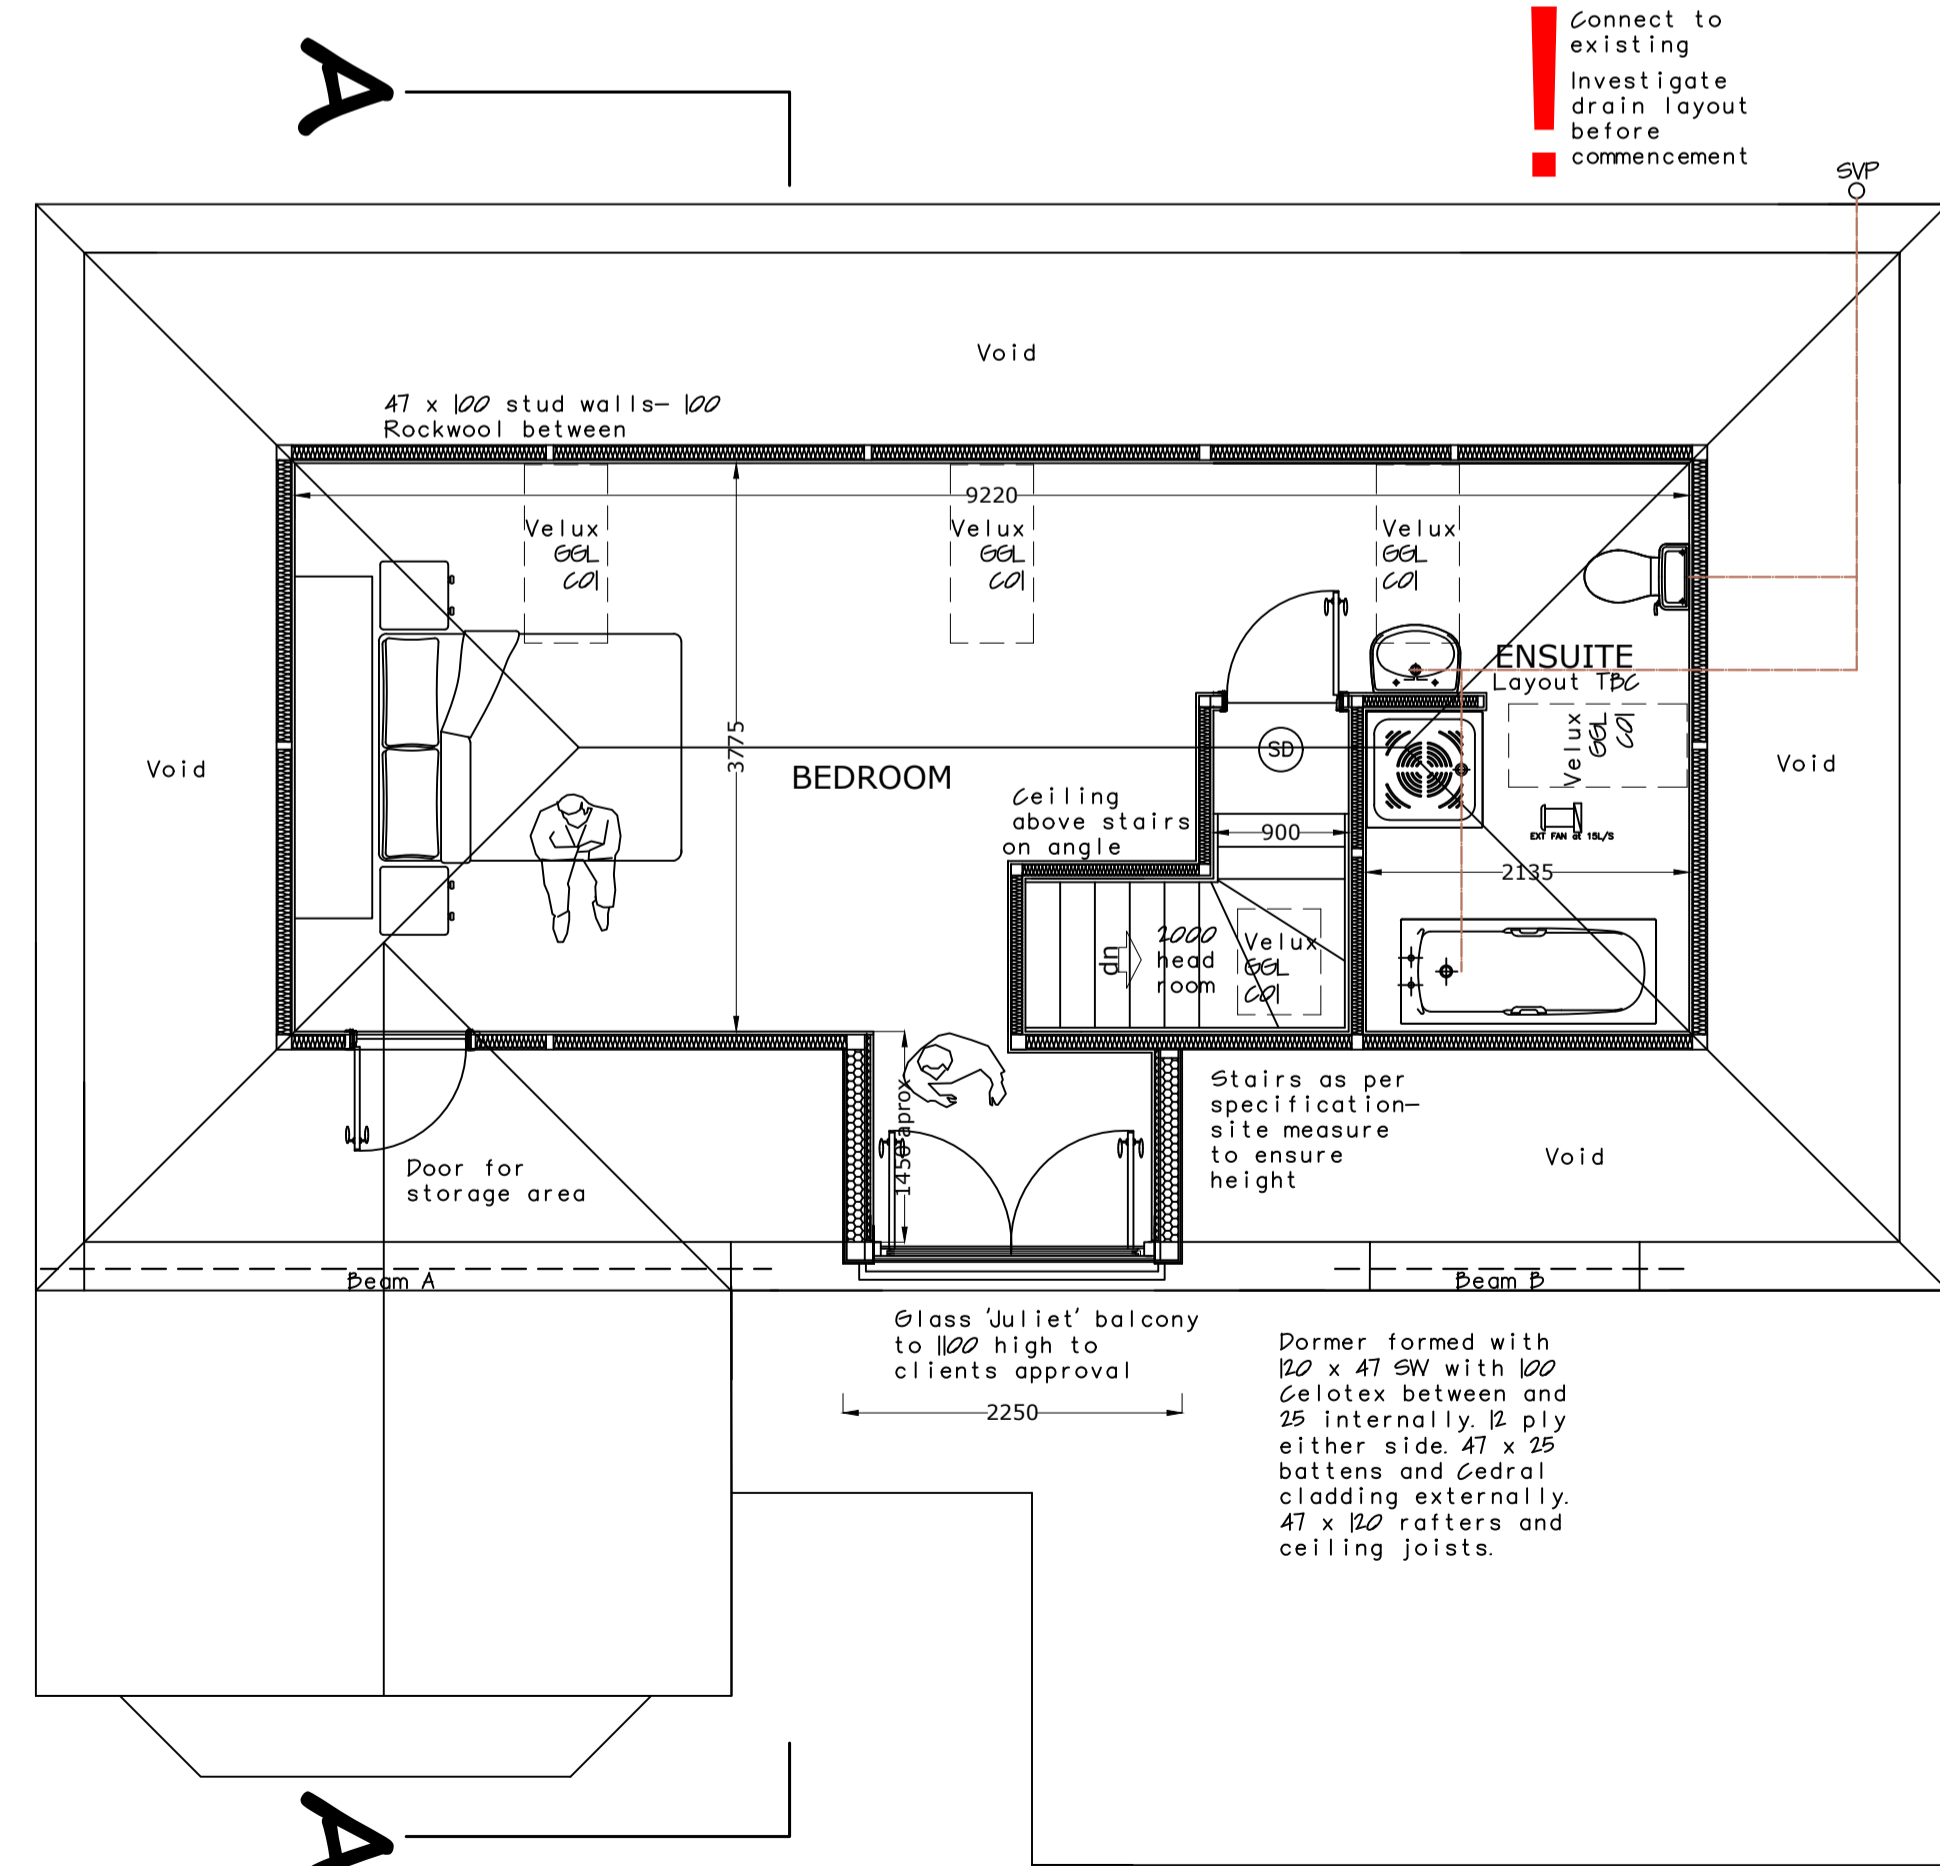 Connect to
existing
Investigate
drain layout
before
commencement
SVP
A
Void
47 x 100 stud walls- 100
Rockwool between
9220
Velux
GGL
C01
Velux
GGL
C01
Velux
GGL
C01
ENSUITE
Layout TBC
Velux
GGL
C01
3775
SD
Void
BEDROOM
Void
Ceiling
above stairs
on angle
900
EXT FAN at 15L/S
2135
dn
2000
head
room
Velux
GGL
C01
1450 aprox
Stairs as per
specification-
site measure
to ensure
height
Void
Door for
storage area
Beam A
Beam B
Glass 'Juliet' balcony
to 1100 high to
clients approval
2250
Dormer formed with
120 x 47 SW with 100
Celotex between and
25 internally. 12 ply
either side. 47 x 25
battens and Cedral
cladding externally.
47 x 120 rafters and
ceiling joists.
A